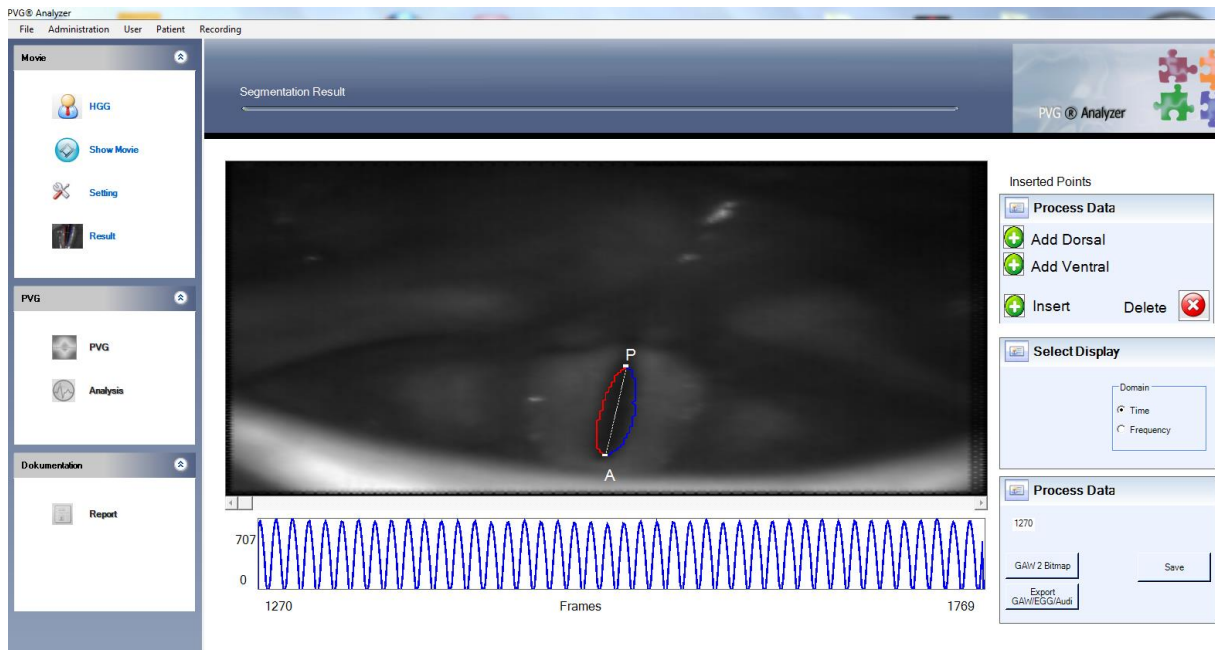 PVG® Analyzer
File Administration User Patient Recording
Movie
HGG
Show Movie
Setting
Result
PVG
PVG
Analysis
Dokumentation
Report
Segmentation Result
PVG ® Analyzer
P
A
707
0
1270 Frames 1769
Inserted Points
Process Data
Add Dorsal
Add Ventral
Insert Delete
Select Display
Domain
Time
Frequency
Process Data
1270
GAW 2 Bitmap Save
Export
GAW/EGG/Audi